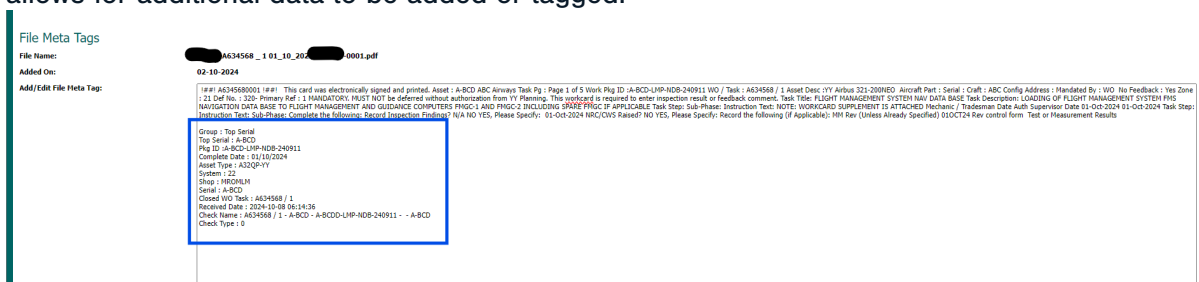 allows for additional data to be added or tagged.
File Meta Tags
File Name: A634568 _ 1 01_10_202 -0001.pdf
Added On: 02-10-2024
Add/Edit File Meta Tag: !##! A6345680001 !##! This card was electronically signed and printed. Asset : A-BCD ABC Airways Task Pg : Page 1 of 5 Work Pkg ID :A-BCD-LMP-NDB-240911 WO / Task : A634568 / 1 Asset Desc :YY Airbus 321-200NEO Aircraft Part : Serial : Craft : ABC Config Address : Mandated By : WO No Feedback : Yes Zone
: 21 Def No. : 320- Primary Ref : 1 MANDATORY. MUST NOT be deferred without authorization from YY Planning. This workcard is required to enter inspection result or feedback comment. Task Title: FLIGHT MANAGEMENT SYSTEM NAV DATA BASE Task Description: LOADING OF FLIGHT MANAGEMENT SYSTEM FMS
NAVIGATION DATA BASE TO FLIGHT MANAGEMENT AND GUIDANCE COMPUTERS FMGC-1 AND FMGC-2 INCLUDING SPARE FMGC IF APPLICABLE Task Step: Sub-Phase: Instruction Text: NOTE: WORKCARD SUPPLEMENT IS ATTACHED Mechanic / Tradesman Date Auth Supervisor Date 01-Oct-2024 01-Oct-2024 Task Step:
Instruction Text: Sub-Phase: Complete the following: Record Inspection Findings? N/A NO YES, Please Specify: 01-Oct-2024 NRC/CWS Raised? NO YES, Please Specify: Record the following (if Applicable): MM Rev (Unless Already Specified) 01OCT24 Rev control form Test or Measurement Results
Group : Top Serial
Top Serial : A-BCD
Pkg ID :A-BCD-LMP-NDB-240911
Complete Date : 01/10/2024
Asset Type : A32QP-YY
System : 22
Shop : MROMLM
Serial : A-BCD
Closed WO Task : A634568 / 1
Received Date : 2024-10-08 06:14:36
Check Name : A634568 / 1 - A-BCD - A-BCDD-LMP-NDB-240911 - - A-BCD
Check Type : 0